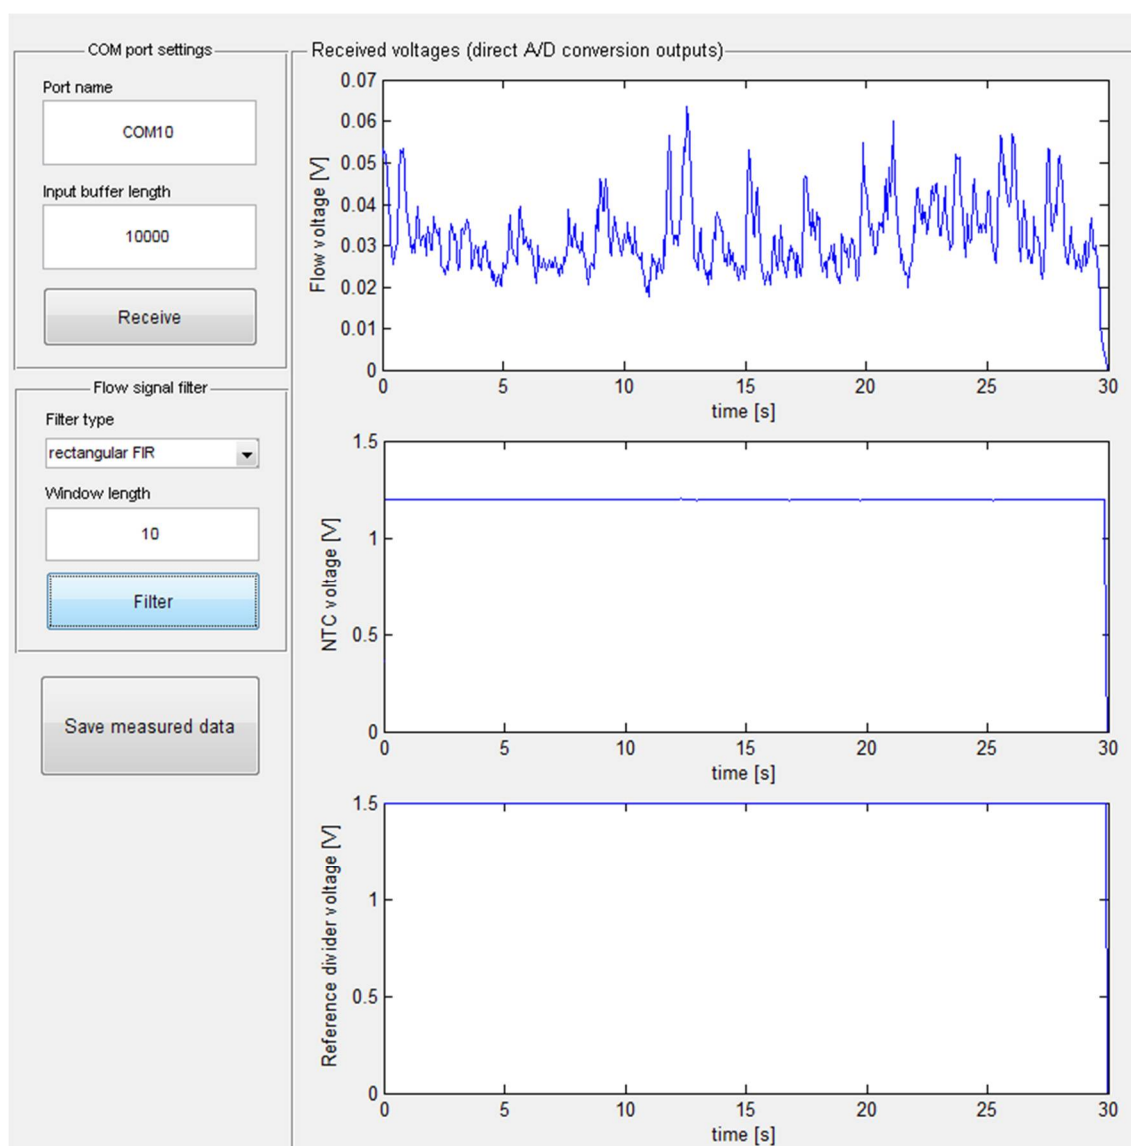 COM port settings
Port name
COM10
Input buffer length
10000
Receive
Flow signal filter
Filter type
rectangular FIR
Window length
10
Filter
Save measured data
Received voltages (direct A/D conversion outputs)
0.07
0.06
0.05
0.04
0.03
0.02
0.01
0
Flow voltage [V]
0 5 10 15 20 25 30
time [s]
1.5
1
0.5
0
NTC voltage [V]
0 5 10 15 20 25 30
time [s]
1.5
1
0.5
0
Reference divider voltage [V]
0 5 10 15 20 25 30
time [s]